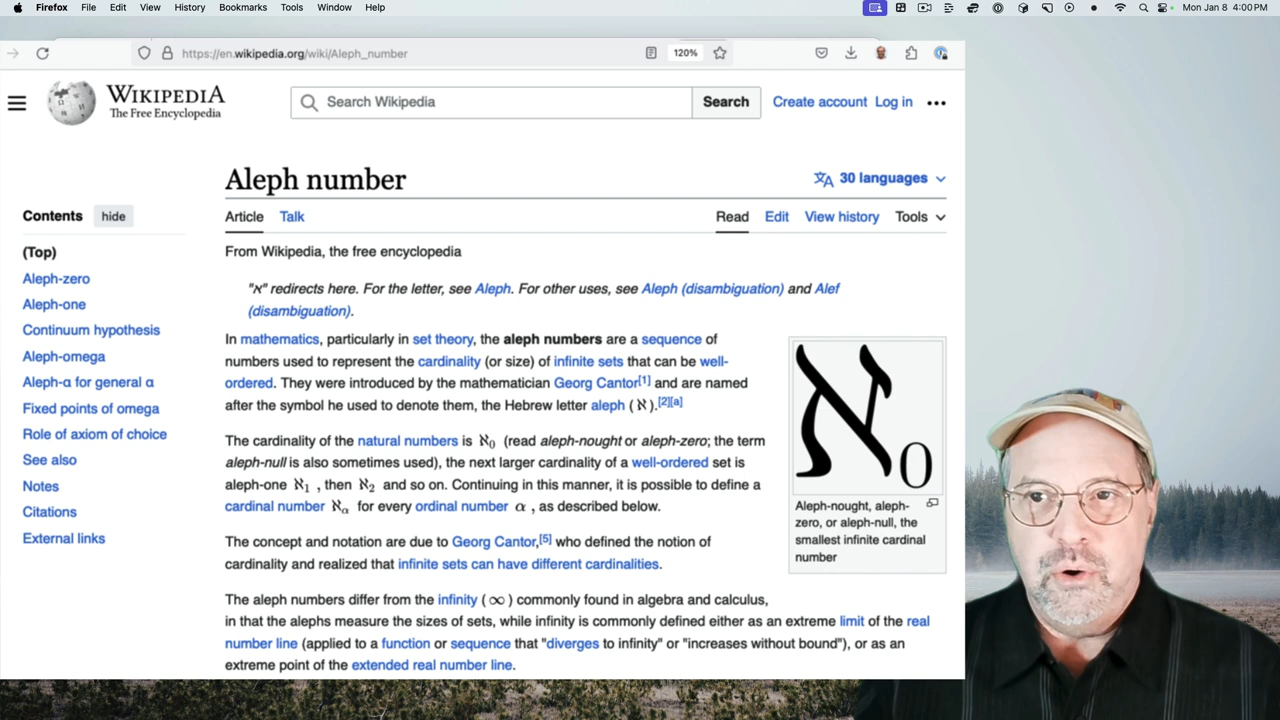 Firefox File Edit View History Bookmarks Tools Window Help Mon Jan 8 4:00 PM
https://en.wikipedia.org/wiki/Aleph_number 120%
WIKIPEDIA
The Free Encyclopedia
Search Wikipedia Search Create account Log in
Aleph number 30 languages
Contents hide
Article Talk Read Edit View history Tools
(Top)
Aleph-zero
Aleph-one
Continuum hypothesis
Aleph-omega
Aleph-α for general α
Fixed points of omega
Role of axiom of choice
See also
Notes
Citations
External links
From Wikipedia, the free encyclopedia
"א" redirects here. For the letter, see Aleph. For other uses, see Aleph (disambiguation) and Alef
(disambiguation).
In mathematics, particularly in set theory, the aleph numbers are a sequence of
numbers used to represent the cardinality (or size) of infinite sets that can be well-
ordered. They were introduced by the mathematician Georg Cantor[1] and are named
after the symbol he used to denote them, the Hebrew letter aleph (ℵ).[2][a]
The cardinality of the natural numbers is ℵ0 (read aleph-nought or aleph-zero; the term
aleph-null is also sometimes used), the next larger cardinality of a well-ordered set is
aleph-one ℵ1 , then ℵ2 and so on. Continuing in this manner, it is possible to define a
cardinal number ℵα for every ordinal number α , as described below.
The concept and notation are due to Georg Cantor,[5] who defined the notion of
cardinality and realized that infinite sets can have different cardinalities.
The aleph numbers differ from the infinity (∞) commonly found in algebra and calculus,
in that the alephs measure the sizes of sets, while infinity is commonly defined either as an extreme limit of the real
number line (applied to a function or sequence that "diverges to infinity" or "increases without bound"), or as an
extreme point of the extended real number line.
ℵ0
Aleph-nought, aleph-
zero, or aleph-null, the
smallest infinite cardinal
number